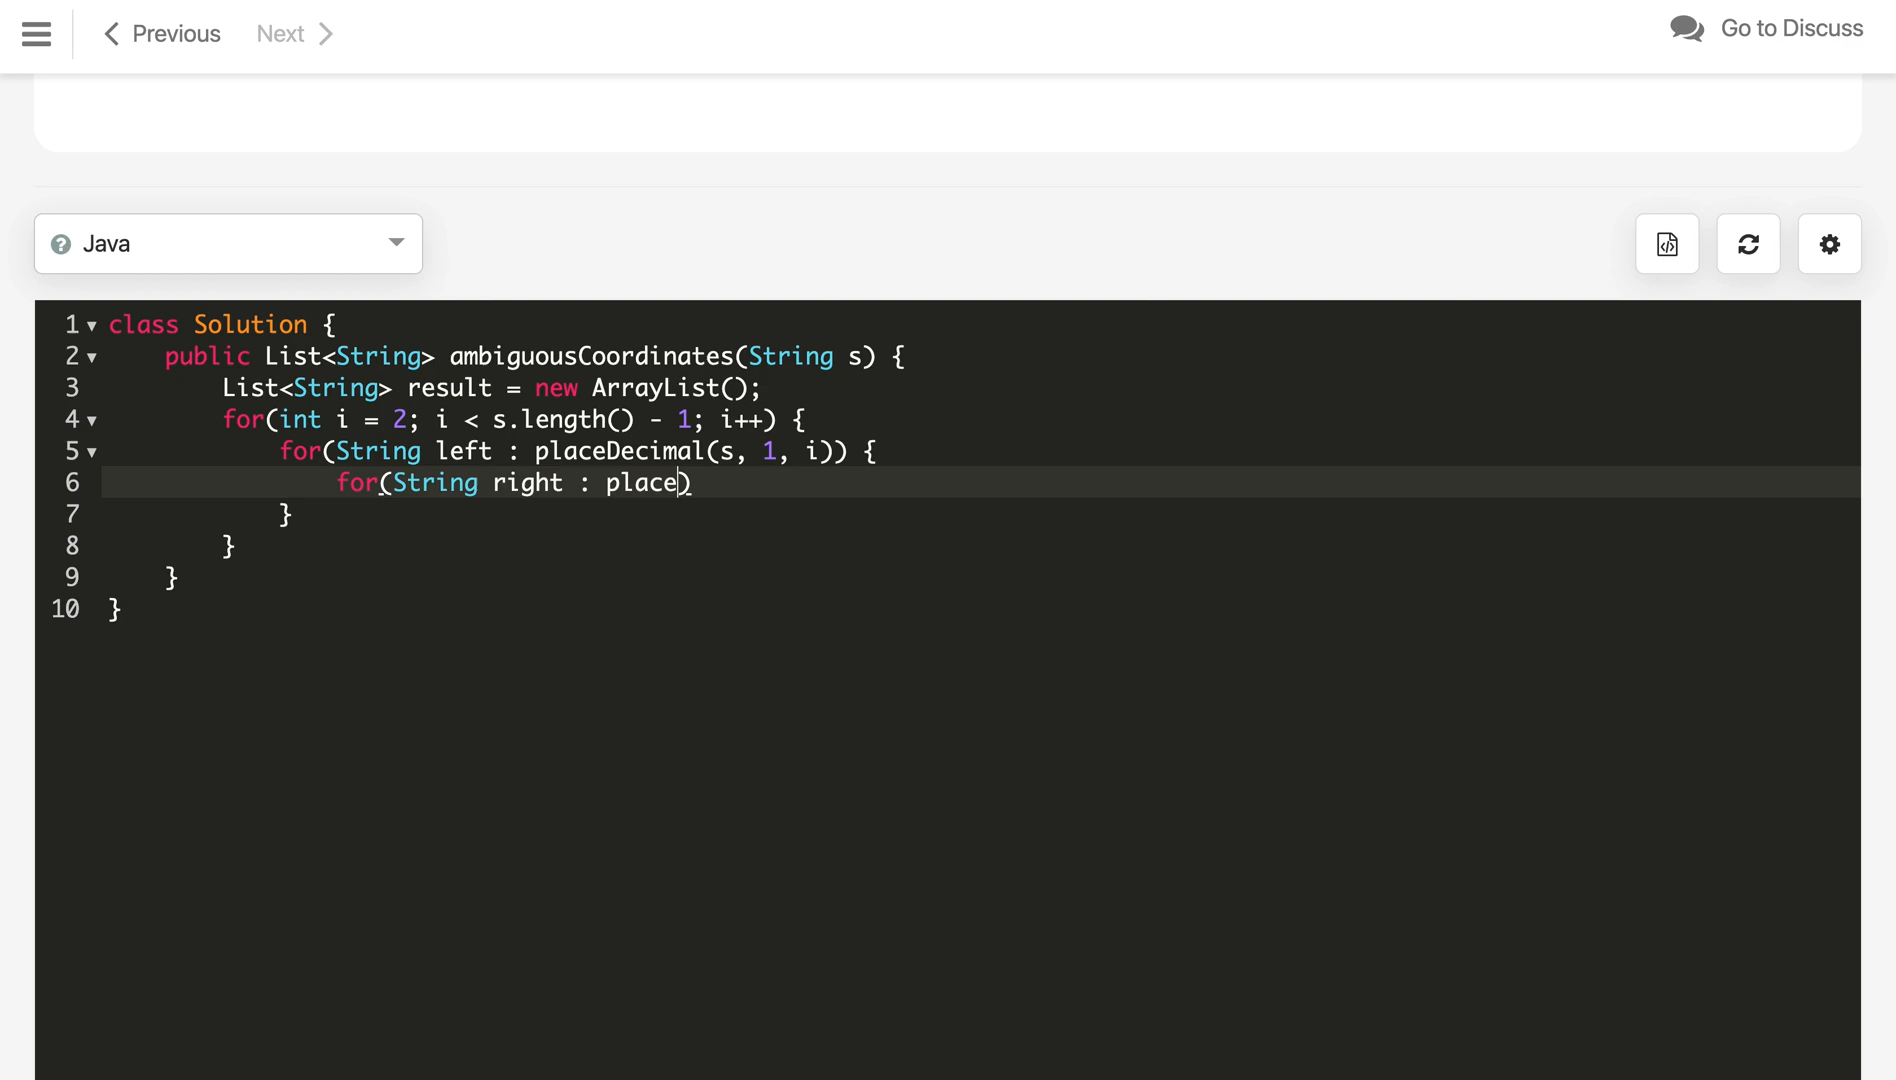 Previous Next Go to Discuss
Java
1 class Solution {
2 public List<String> ambiguousCoordinates(String s) {
3 List<String> result = new ArrayList();
4 for(int i = 2; i < s.length() - 1; i++) {
5 for(String left : placeDecimal(s, 1, i)) {
6 for(String right : place)
7 }
8 }
9 }
10 }